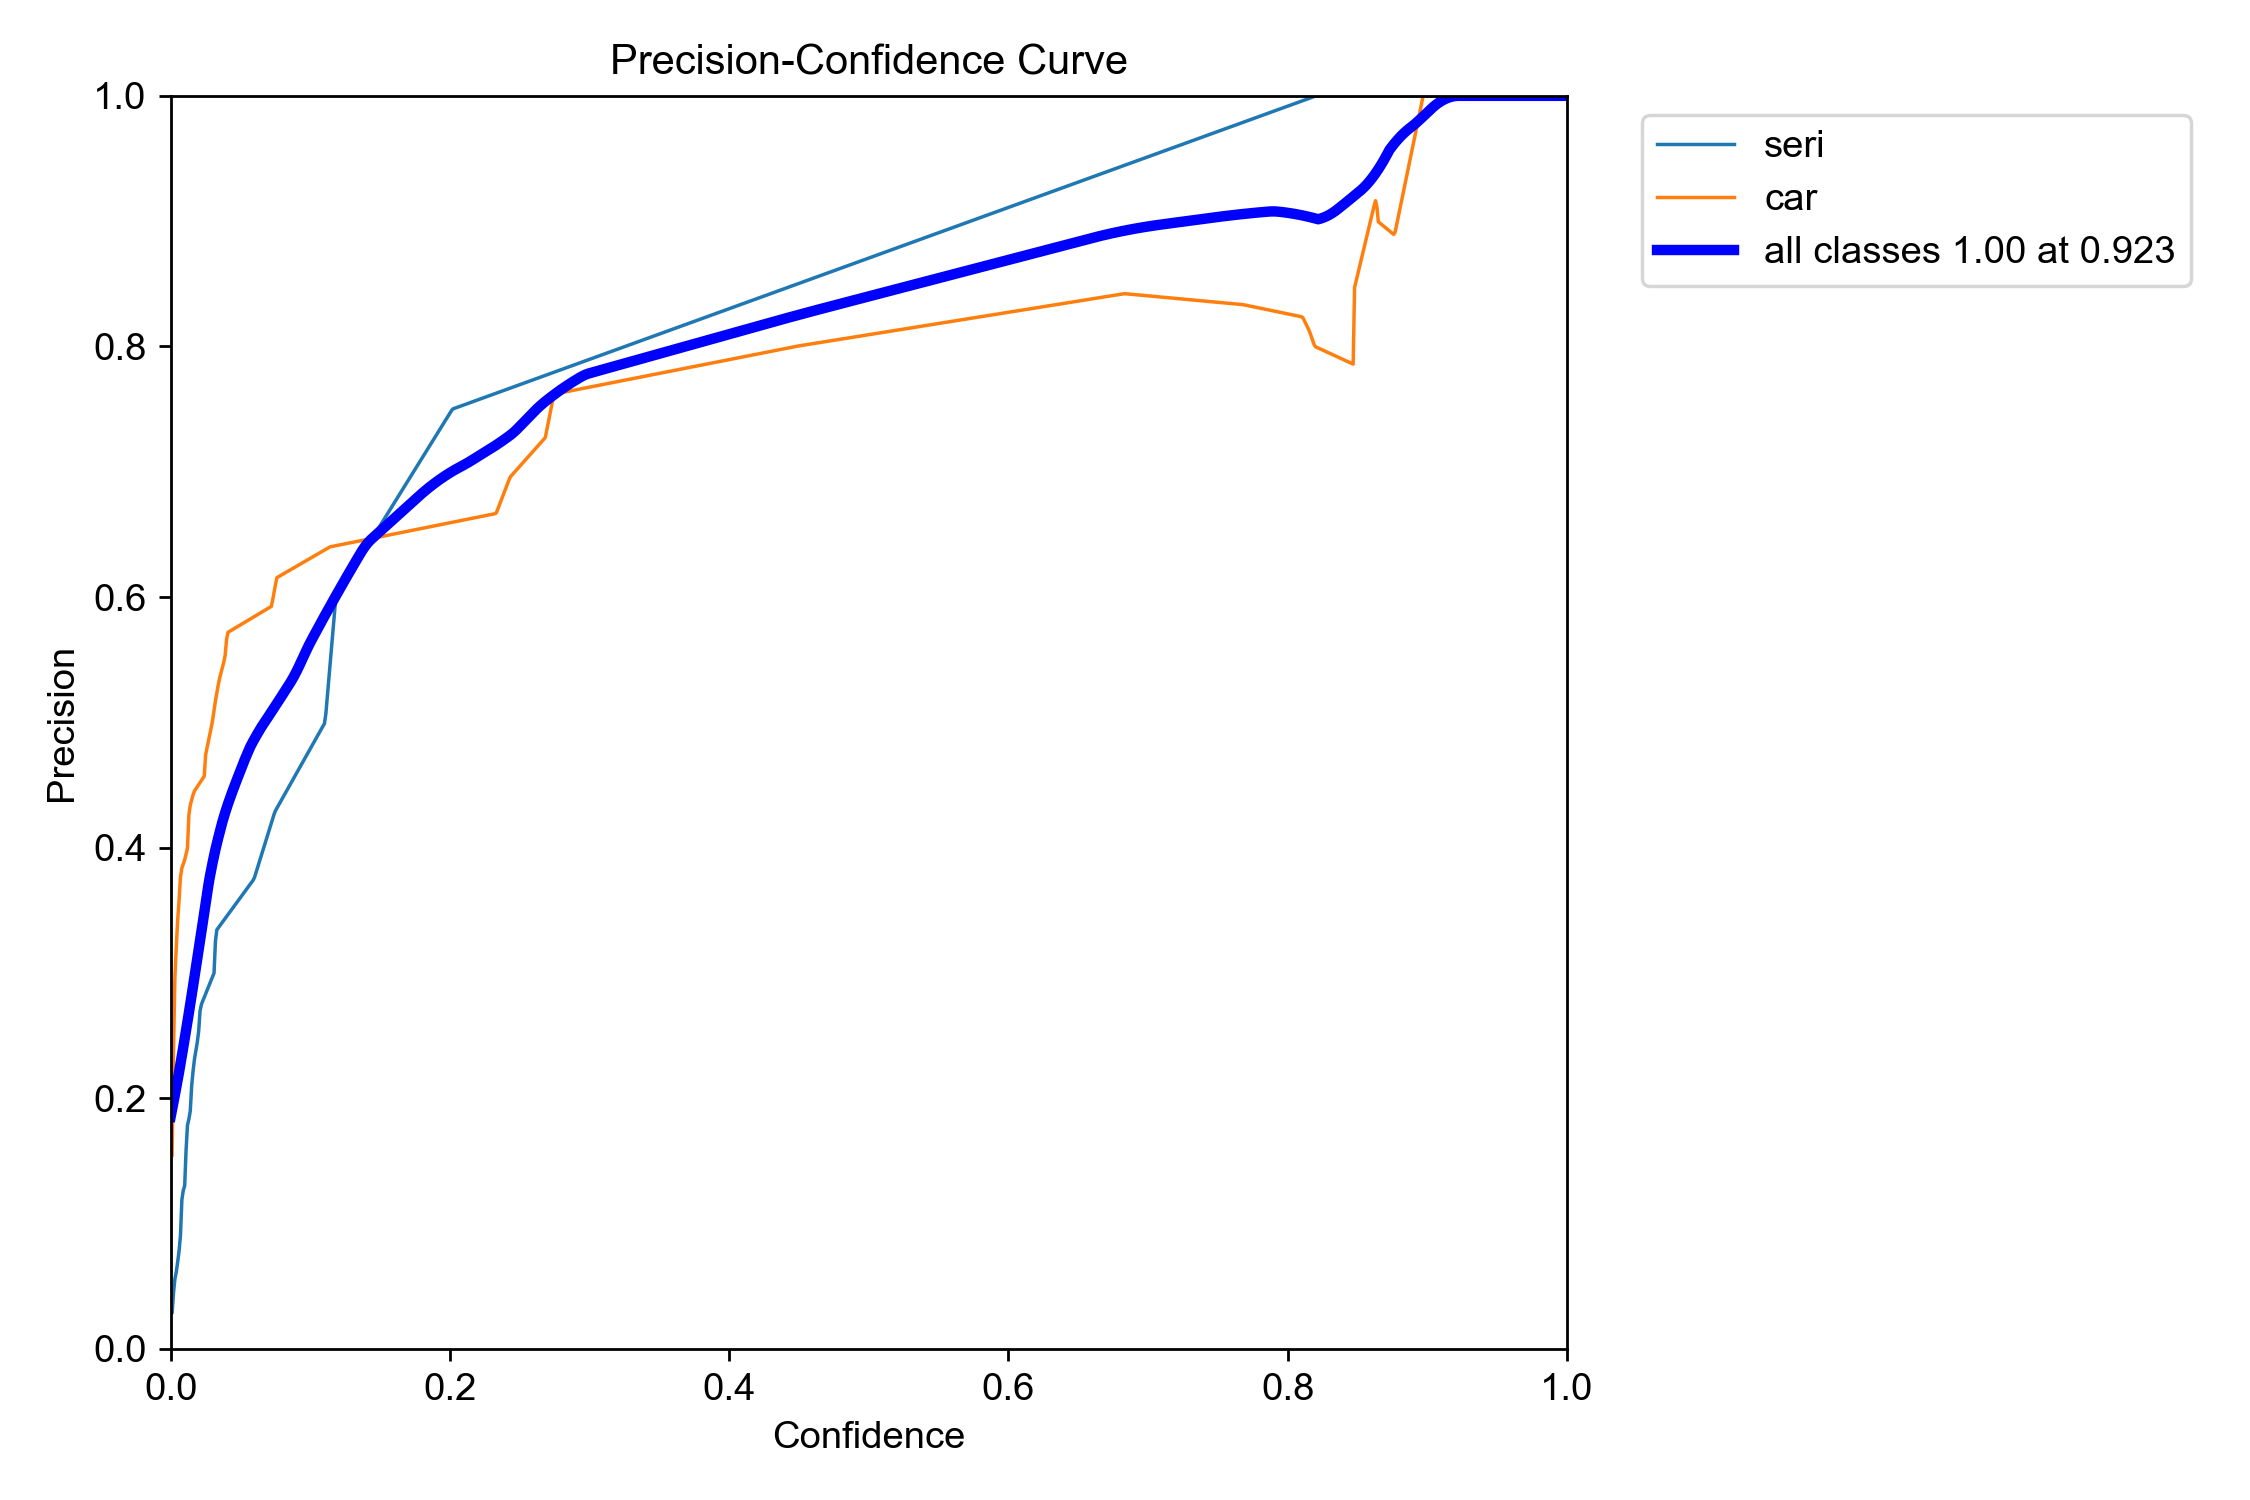 Precision-Confidence Curve
1.0
0.8
0.6
0.4
0.2
0.0
Precision
0.0 0.2 0.4 0.6 0.8 1.0
Confidence
seri
car
all classes 1.00 at 0.923